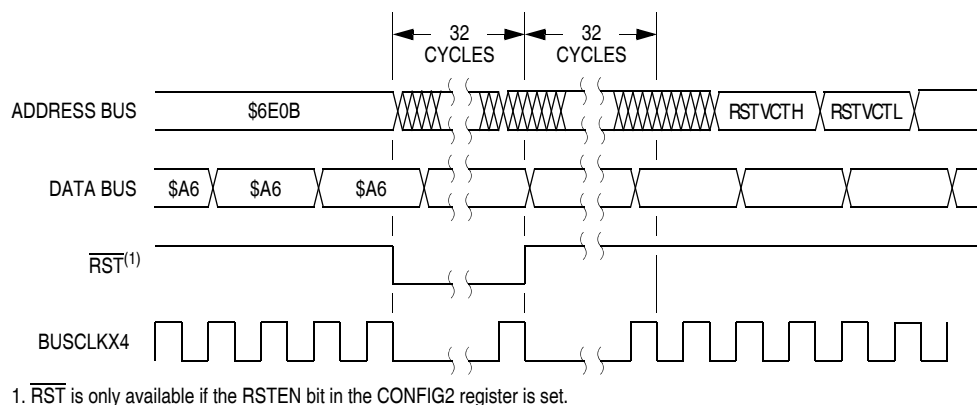 32 32
CYCLES CYCLES
ADDRESS BUS $6E0B RSTVCTH RSTVCTL
DATA BUS $A6 $A6 $A6
RST(1)
BUSCLKX4
1. RST is only available if the RSTEN bit in the CONFIG2 register is set.